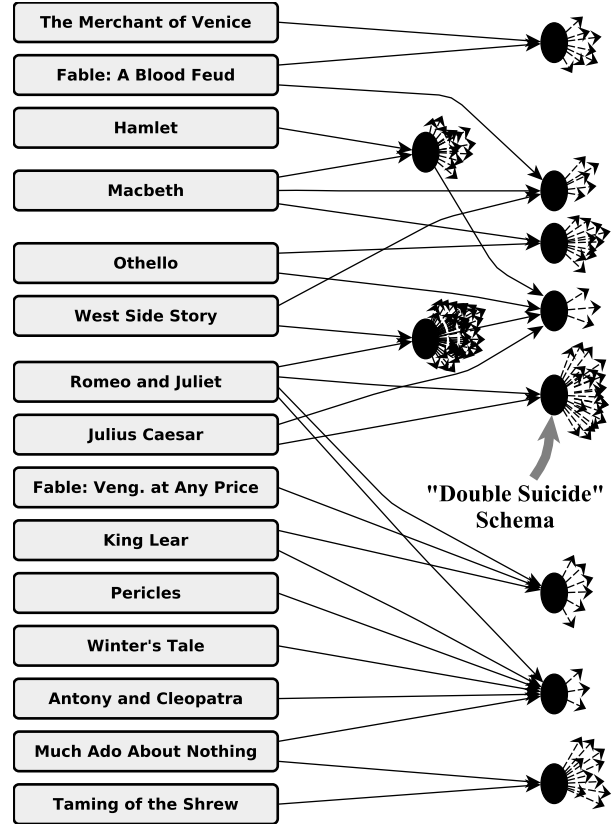 The Merchant of Venice
Fable: A Blood Feud
Hamlet
Macbeth
Othello
West Side Story
Romeo and Juliet
Julius Caesar
Fable: Veng. at Any Price
"Double Suicide"
Schema
King Lear
Pericles
Winter's Tale
Antony and Cleopatra
Much Ado About Nothing
Taming of the Shrew